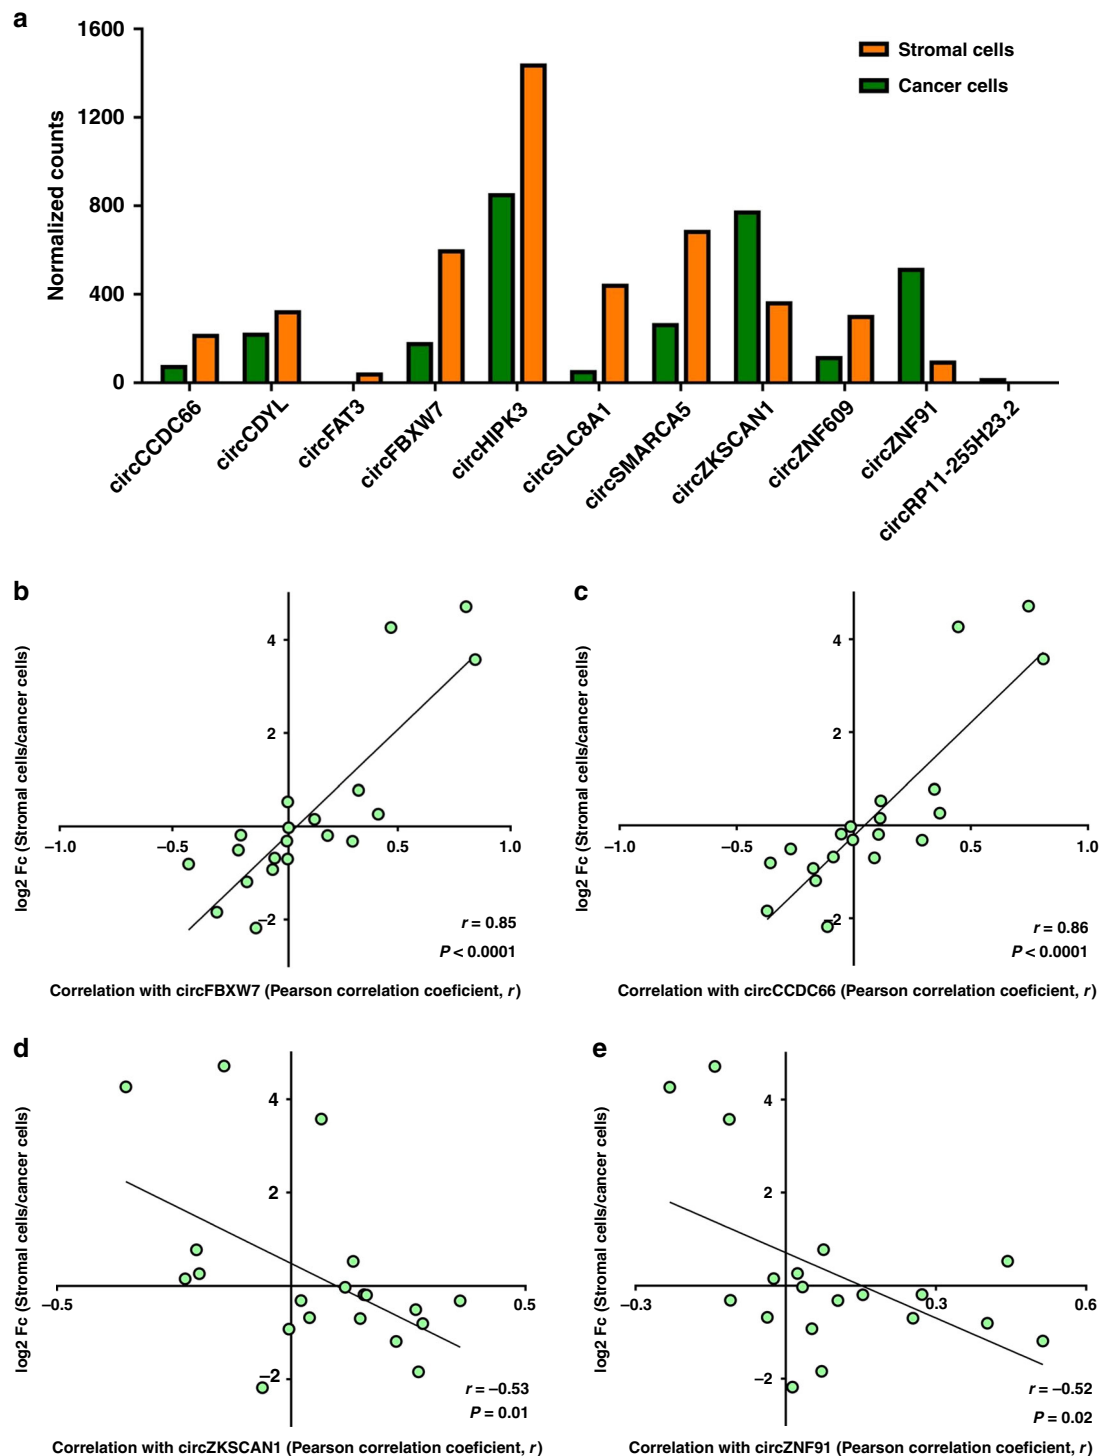 a
1600
1200
800
400
0
Normalized counts
Stromal cells
Cancer cells
circCCDC66
circCDYL
circFAT3
circFBXW7
circHIPK3
circSLC8A1
circSMARCA5
circZKSCAN1
circZNF609
circZNF91
circRP11-255H23.2
b
log2 Fc (Stromal cells/cancer cells)
4
2
–2
–1.0
–0.5
0.5
1.0
r = 0.85
P < 0.0001
Correlation with circFBXW7 (Pearson correlation coeficient, r)
c
log2 Fc (Stromal cells/cancer cells)
4
2
–2
–1.0
–0.5
0.5
1.0
r = 0.86
P < 0.0001
Correlation with circCCDC66 (Pearson correlation coeficient, r)
d
log2 Fc (Stromal cells/cancer cells)
4
2
–2
–0.5
0.5
r = –0.53
P = 0.01
Correlation with circZKSCAN1 (Pearson correlation coeficient, r)
e
log2 Fc (Stromal cells/cancer cells)
4
2
–2
–0.3
0.3
0.6
r = –0.52
P = 0.02
Correlation with circZNF91 (Pearson correlation coeficient, r)